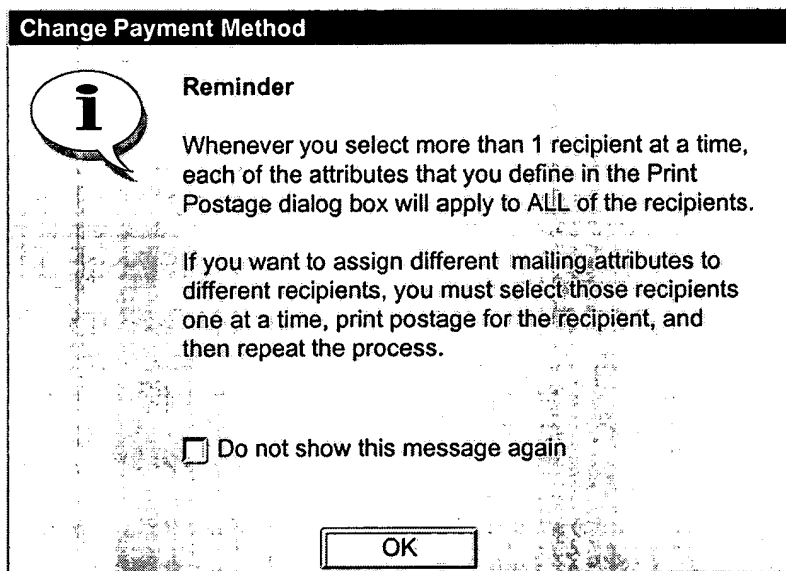 Change Payment Method
i
Reminder
Whenever you select more than 1 recipient at a time,
each of the attributes that you define in the Print
Postage dialog box will apply to ALL of the recipients.
If you want to assign different mailing attributes to
different recipients, you must select those recipients
one at a time, print postage for the recipient, and
then repeat the process.
Do not show this message again
OK